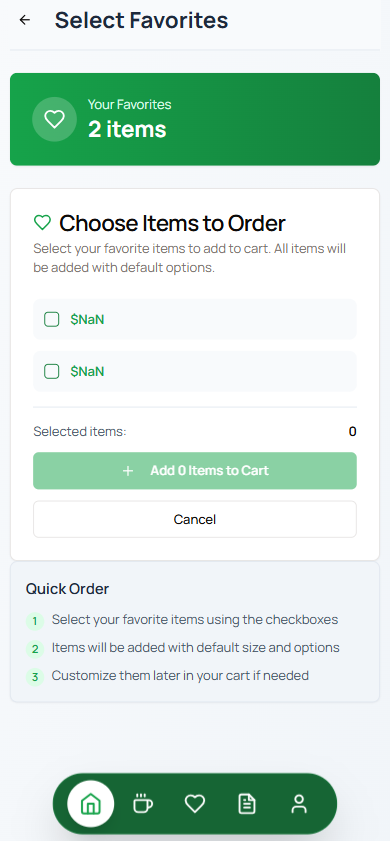 Select Favorites
Your Favorites
2 items
Choose Items to Order
Select your favorite items to add to cart. All items will
be added with default options.
$NaN
$NaN
Selected items: 0
Add 0 Items to Cart
Cancel
Quick Order
1 Select your favorite items using the checkboxes
2 Items will be added with default size and options
3 Customize them later in your cart if needed